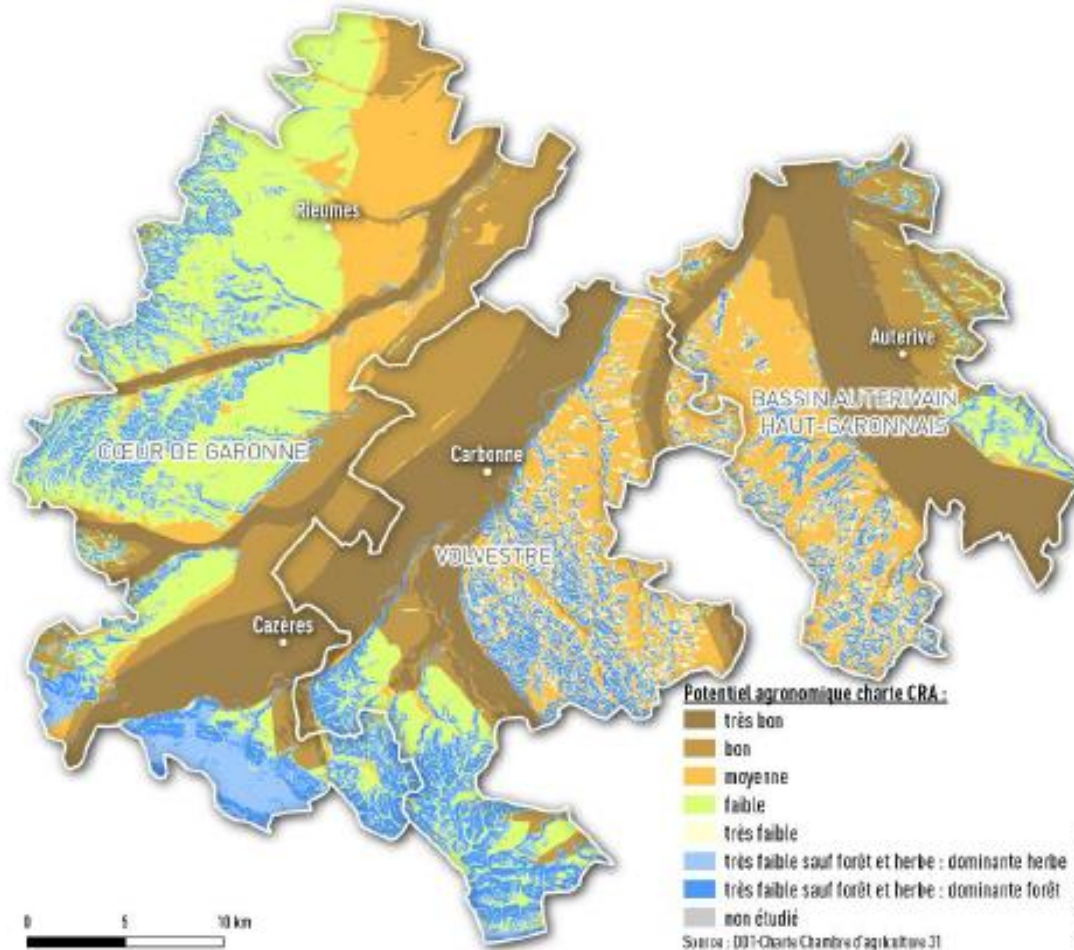 Rieumes
Auterive
BASSIN AUTERIVAIN
HAUT-GARONNAIS
CŒUR DE GARONNE
Carbonne
VOLVESTRE
Cazères
Potentiel agronomique charte CRA :
très bon
bon
moyenne
faible
très faible
très faible sauf forêt et herbe : dominante herbe
très faible sauf forêt et herbe : dominante forêt
non étudié
0 5 10 km
Source : DDT-Charte Chambre d'agriculture 31